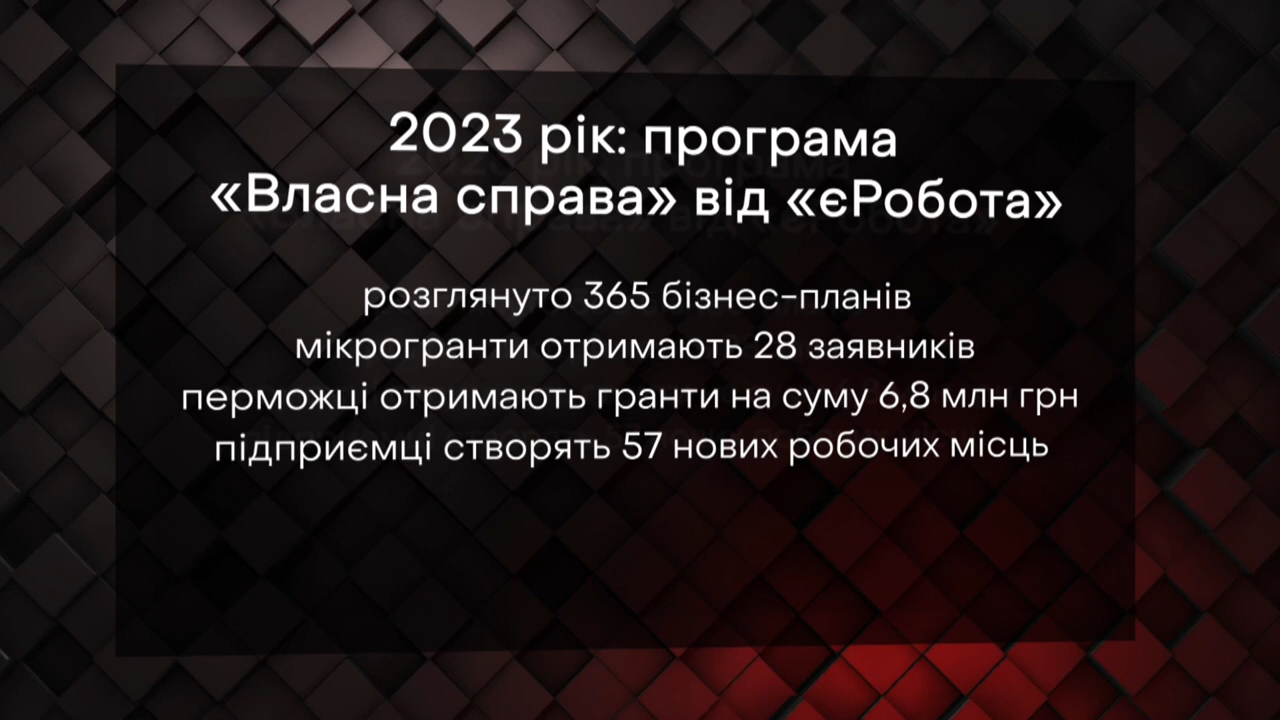 2023 рік: програма
«Власна справа» від «єРобота»
розглянуто 365 бізнес-планів
мікрогранти отримають 28 заявників
перможці отримають гранти на суму 6,8 млн грн
підприємці створять 57 нових робочих місць